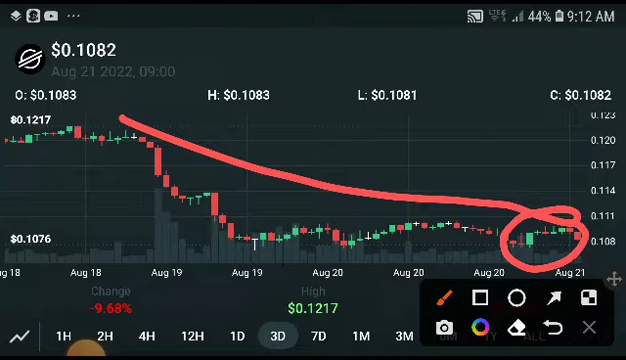 44% 9:12 AM
$0.1082
Aug 21 2022, 09:00
O: $0.1083 H: $0.1083 L: $0.1081 C: $0.1082
$0.1217
0.123
0.120
0.117
0.114
0.111
$0.1076
0.108
Aug 18 Aug 19 Aug 19 Aug 20 Aug 20 Aug 20 Aug 21
Change High
-9.68% $0.1217
1H 2H 4H 12H 1D 3D 7D 1M 3M 1Y ALL